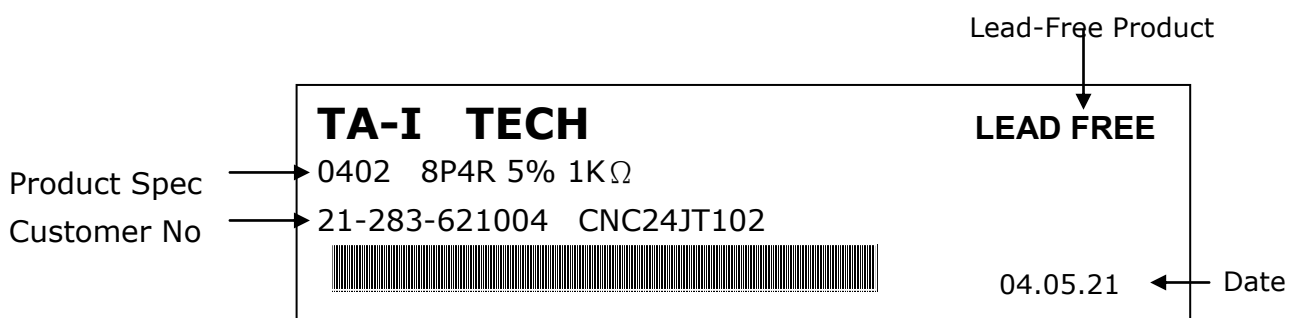 Lead-Free Product
TA-I TECH LEAD FREE
Product Spec 0402 8P4R 5% 1KΩ
Customer No 21-283-621004 CNC24JT102
04.05.21 Date